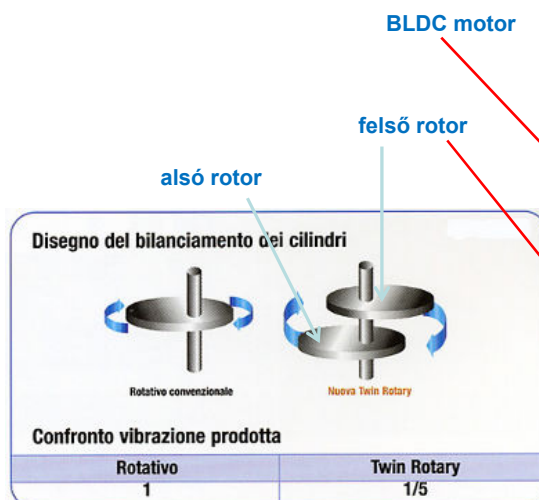 BLDC motor
felső rotor
alsó rotor
Disegno del bilanciamento dei cilindri
Rotativo convenzionale
Nuova Twin Rotary
Confronto vibrazione prodotta
Rotativo
Twin Rotary
1
1/5